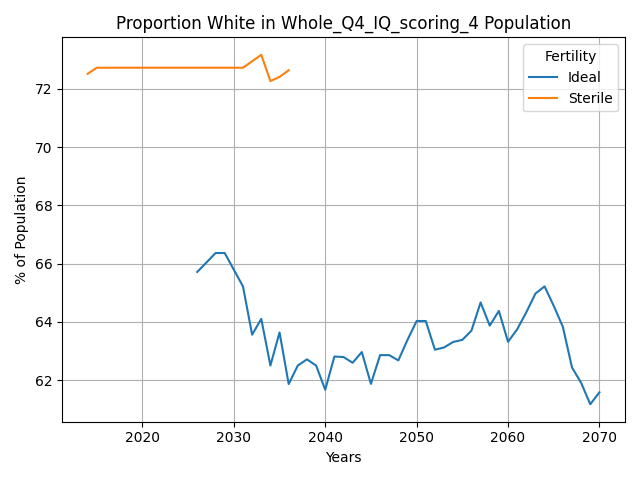 Proportion White in Whole_Q4_IQ_scoring_4 Population
Fertility
Ideal
Sterile
% of Population
72
70
68
66
64
62
2020 2030 2040 2050 2060 2070
Years